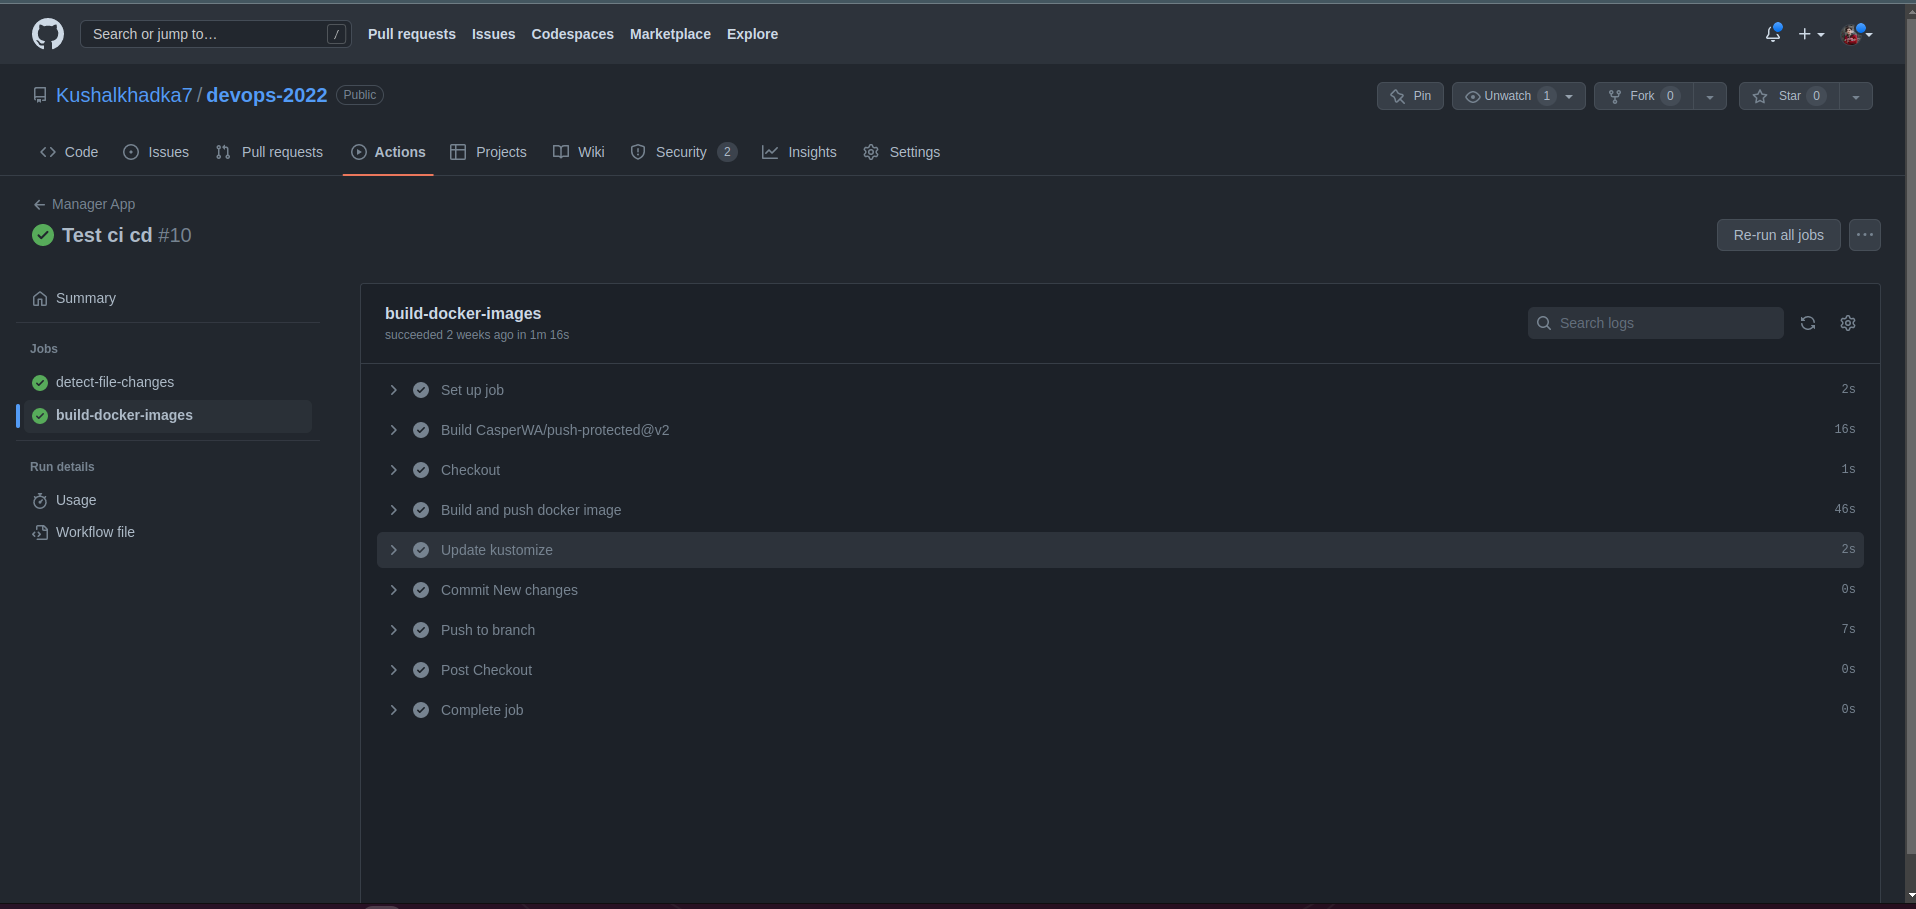 Search or jump to… / Pull requests Issues Codespaces Marketplace Explore
Kushalkhadka7 / devops-2022 Public Pin Unwatch 1 Fork 0 Star 0
Code Issues Pull requests Actions Projects Wiki Security 2 Insights Settings
Manager App
Test ci cd #10 Re-run all jobs
Summary
Jobs
detect-file-changes
build-docker-images
Run details
Usage
Workflow file
build-docker-images
succeeded 2 weeks ago in 1m 16s
Search logs
Set up job 2s
Build CasperWA/push-protected@v2 16s
Checkout 1s
Build and push docker image 46s
Update kustomize 2s
Commit New changes 0s
Push to branch 7s
Post Checkout 0s
Complete job 0s